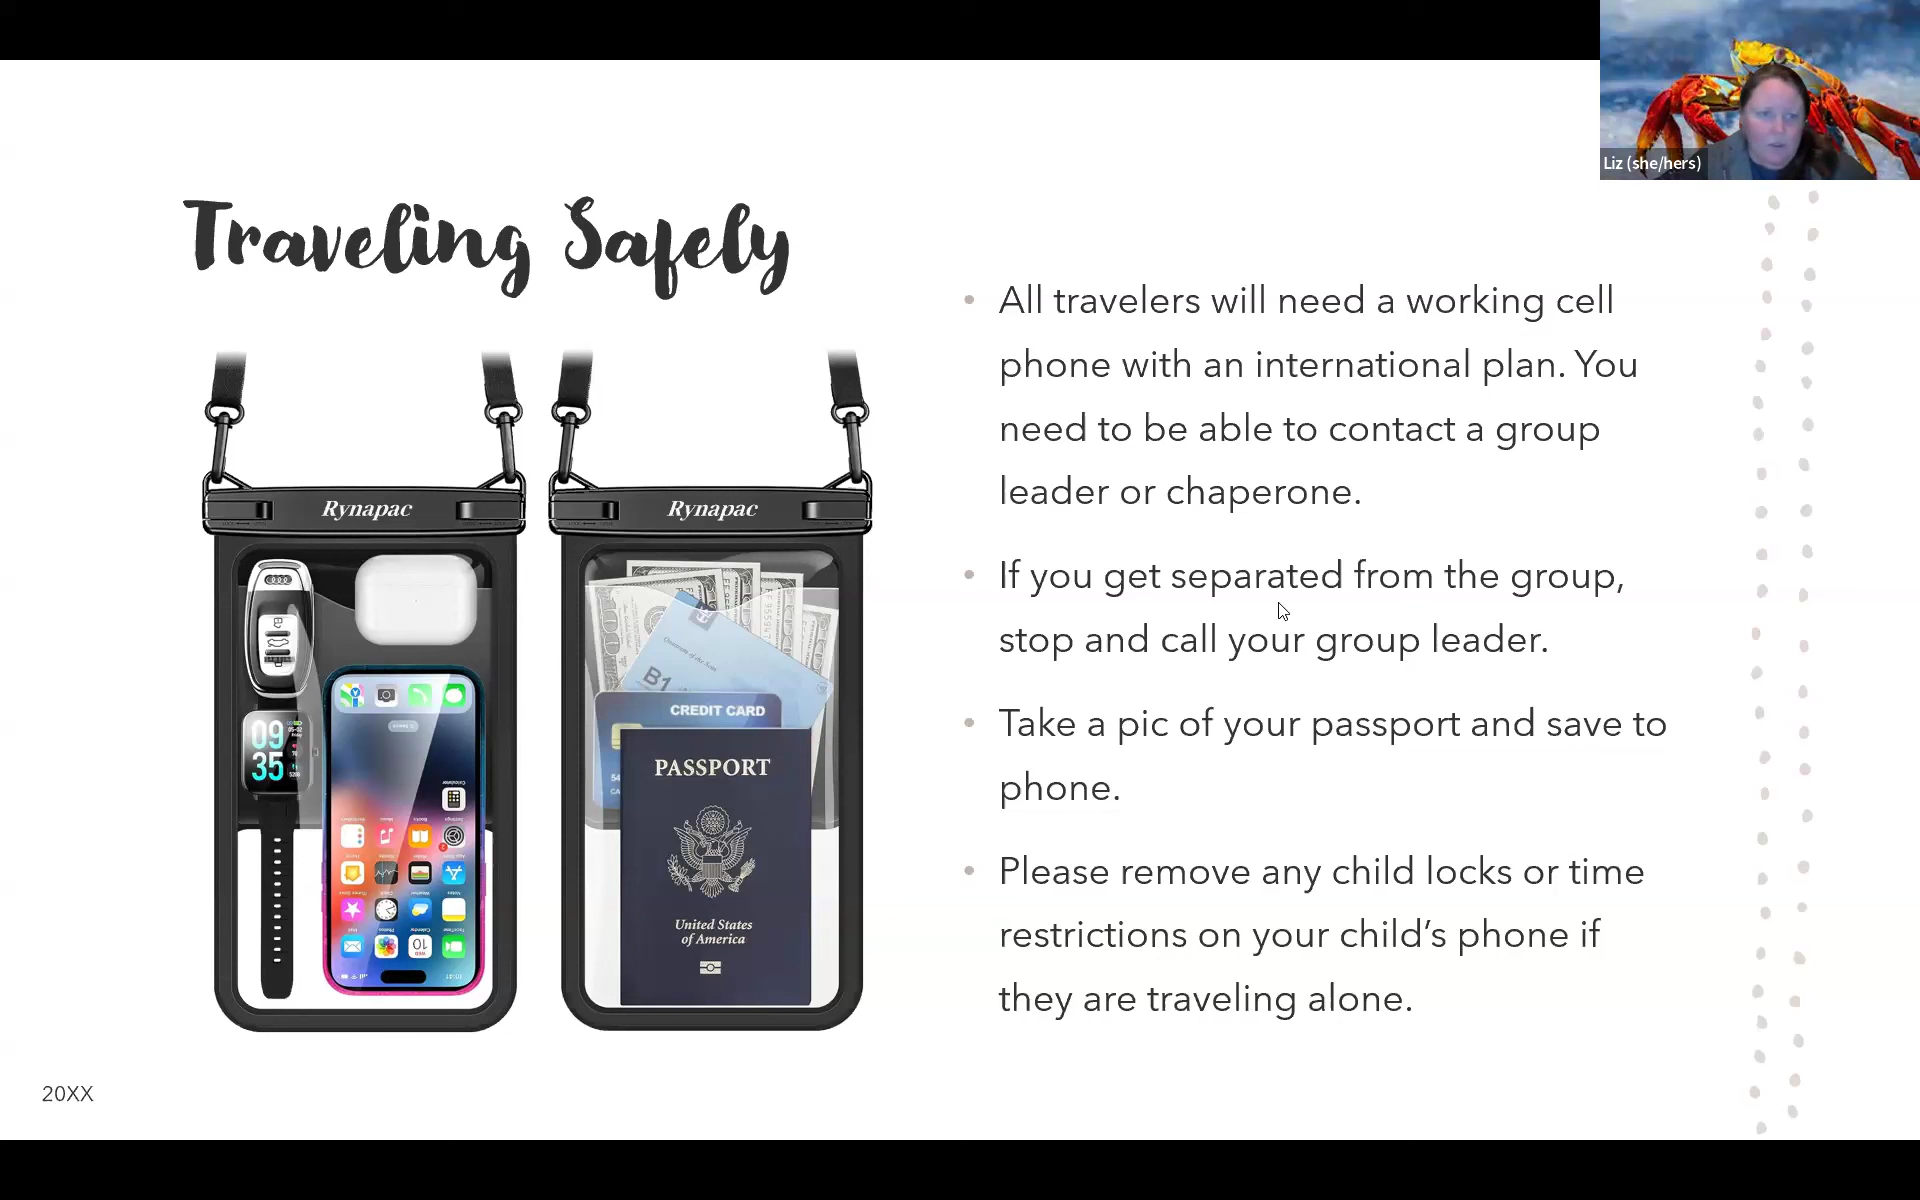 Liz (she/hers)
Traveling Safely
• All travelers will need a working cell
phone with an international plan. You
need to be able to contact a group
leader or chaperone.
• If you get separated from the group,
stop and call your group leader.
• Take a pic of your passport and save to
phone.
• Please remove any child locks or time
restrictions on your child’s phone if
they are traveling alone.
Rynapac
Rynapac
09
35
B1
CREDIT CARD
PASSPORT
United States
of America
20XX